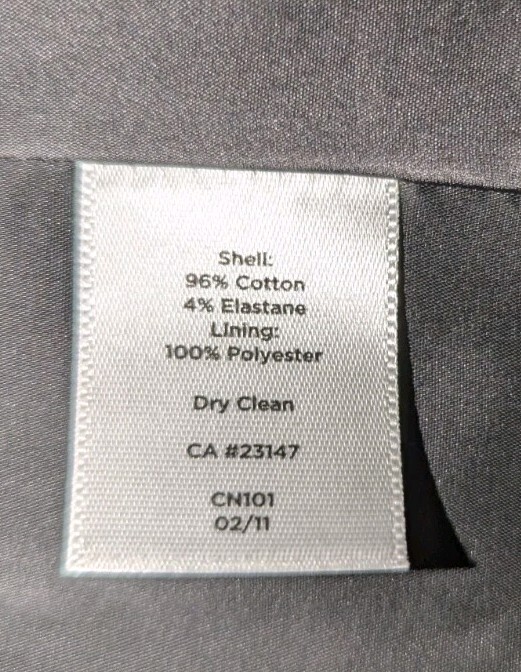 Shell:
96% Cotton
4% Elastane
Lining:
100% Polyester
Dry Clean
CA #23147
CN101
02/11